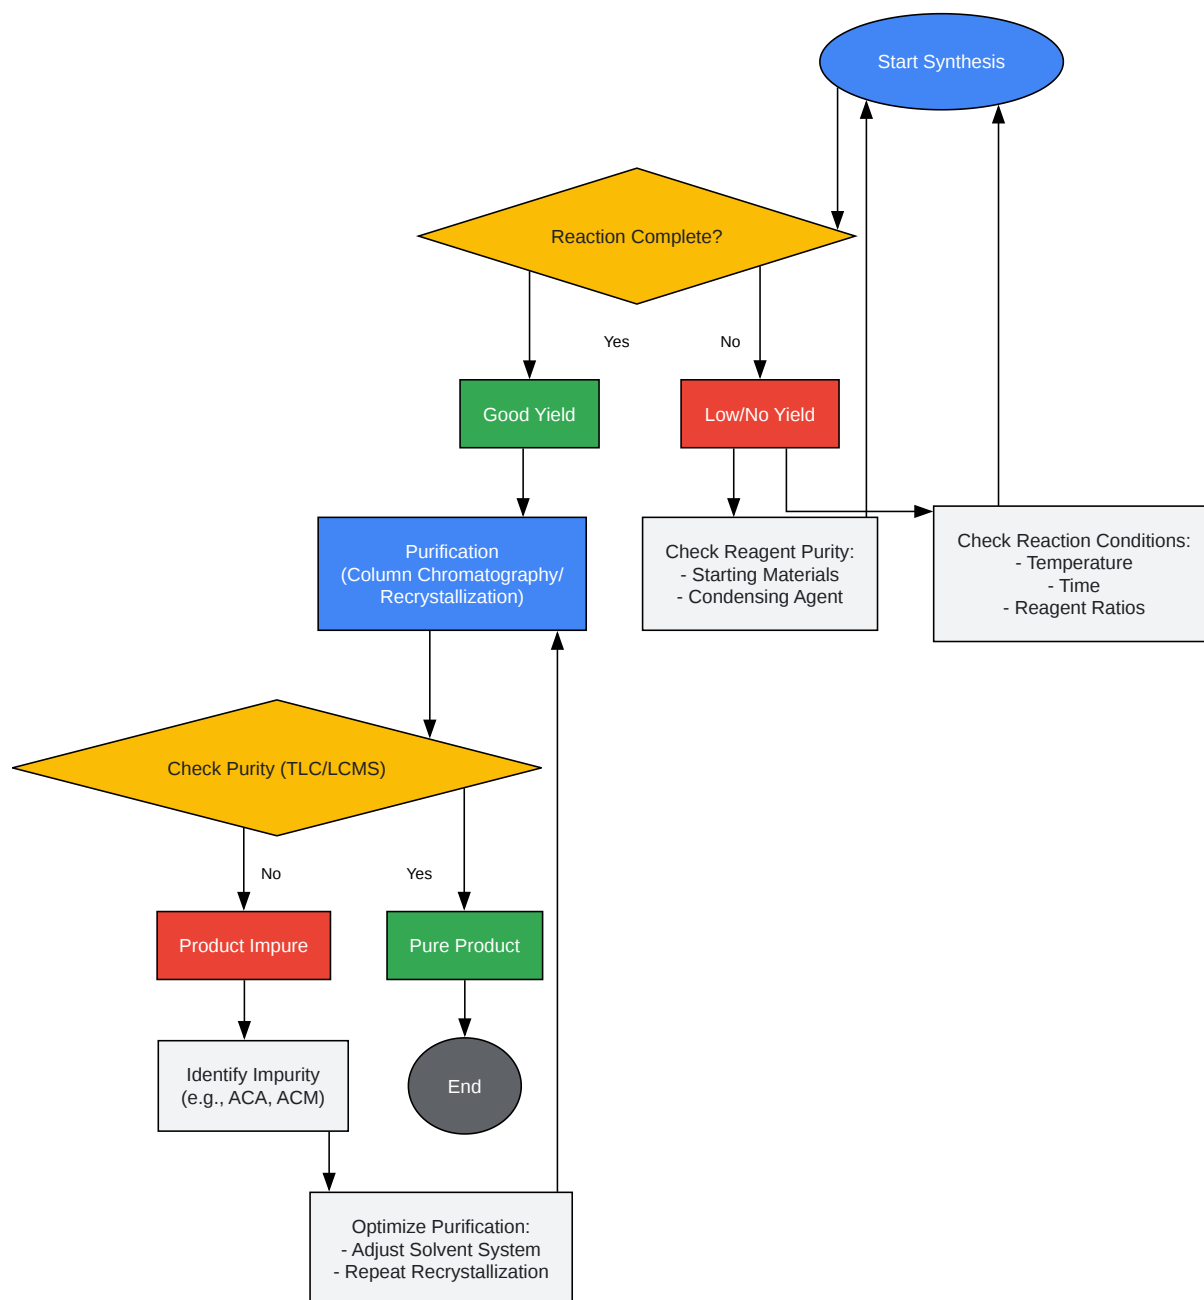 Start Synthesis
Reaction Complete?
Yes
No
Good Yield
Low/No Yield
Purification
(Column Chromatography/
Recrystallization)
Check Reagent Purity:
- Starting Materials
- Condensing Agent
Check Reaction Conditions:
- Temperature
- Time
- Reagent Ratios
Check Purity (TLC/LCMS)
No
Yes
Product Impure
Pure Product
Identify Impurity
(e.g., ACA, ACM)
End
Optimize Purification:
- Adjust Solvent System
- Repeat Recrystallization